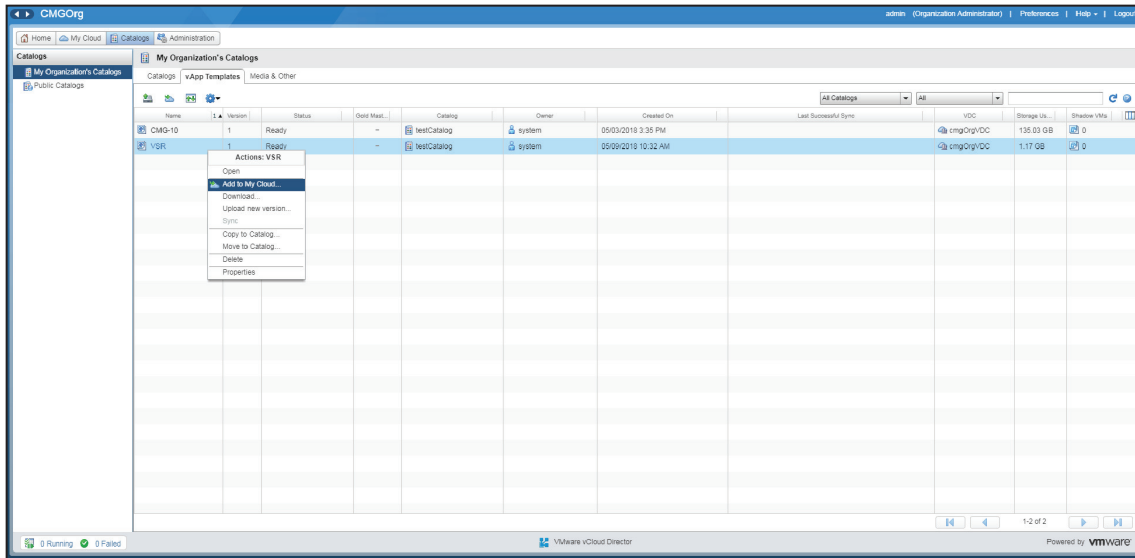 CMGOrg admin (Organization Administrator) | Preferences | Help | Logout
Home My Cloud Catalogs Administration
Catalogs My Organization's Catalogs
My Organization's Catalogs Catalogs vApp Templates Media & Other
Public Catalogs
All Catalogs All
Name 1 Version Status Gold Mast... Catalog Owner Created On Last Successful Sync VDC Storage Us... Shadow VMs
CMG-10 1 Ready - testCatalog system 05/03/2018 3:35 PM cmgOrgVDC 135.03 GB 0
VSR 1 Ready - testCatalog system 05/09/2018 10:32 AM cmgOrgVDC 1.17 GB 0
Actions: VSR
Open
Add to My Cloud...
Download...
Upload new version...
Sync
Copy to Catalog...
Move to Catalog...
Delete
Properties
1-2 of 2
0 Running 0 Failed VMware vCloud Director Powered by vmware